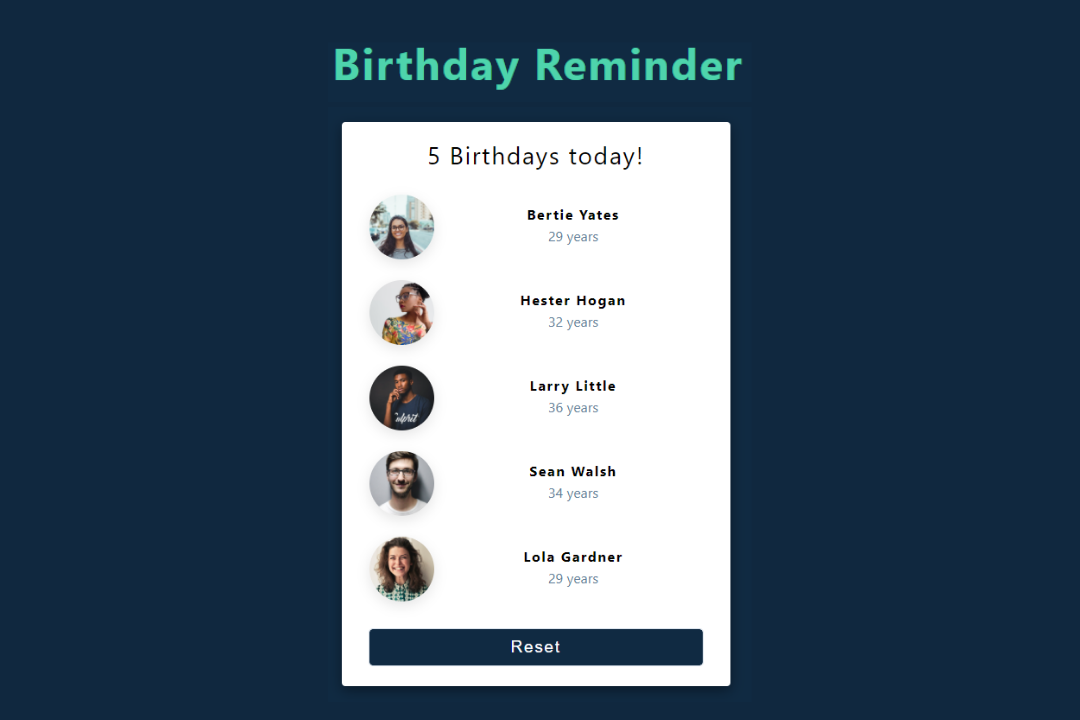 Birthday Reminder
5 Birthdays today!
Bertie Yates
29 years
Hester Hogan
32 years
Larry Little
36 years
Sean Walsh
34 years
Lola Gardner
29 years
Reset